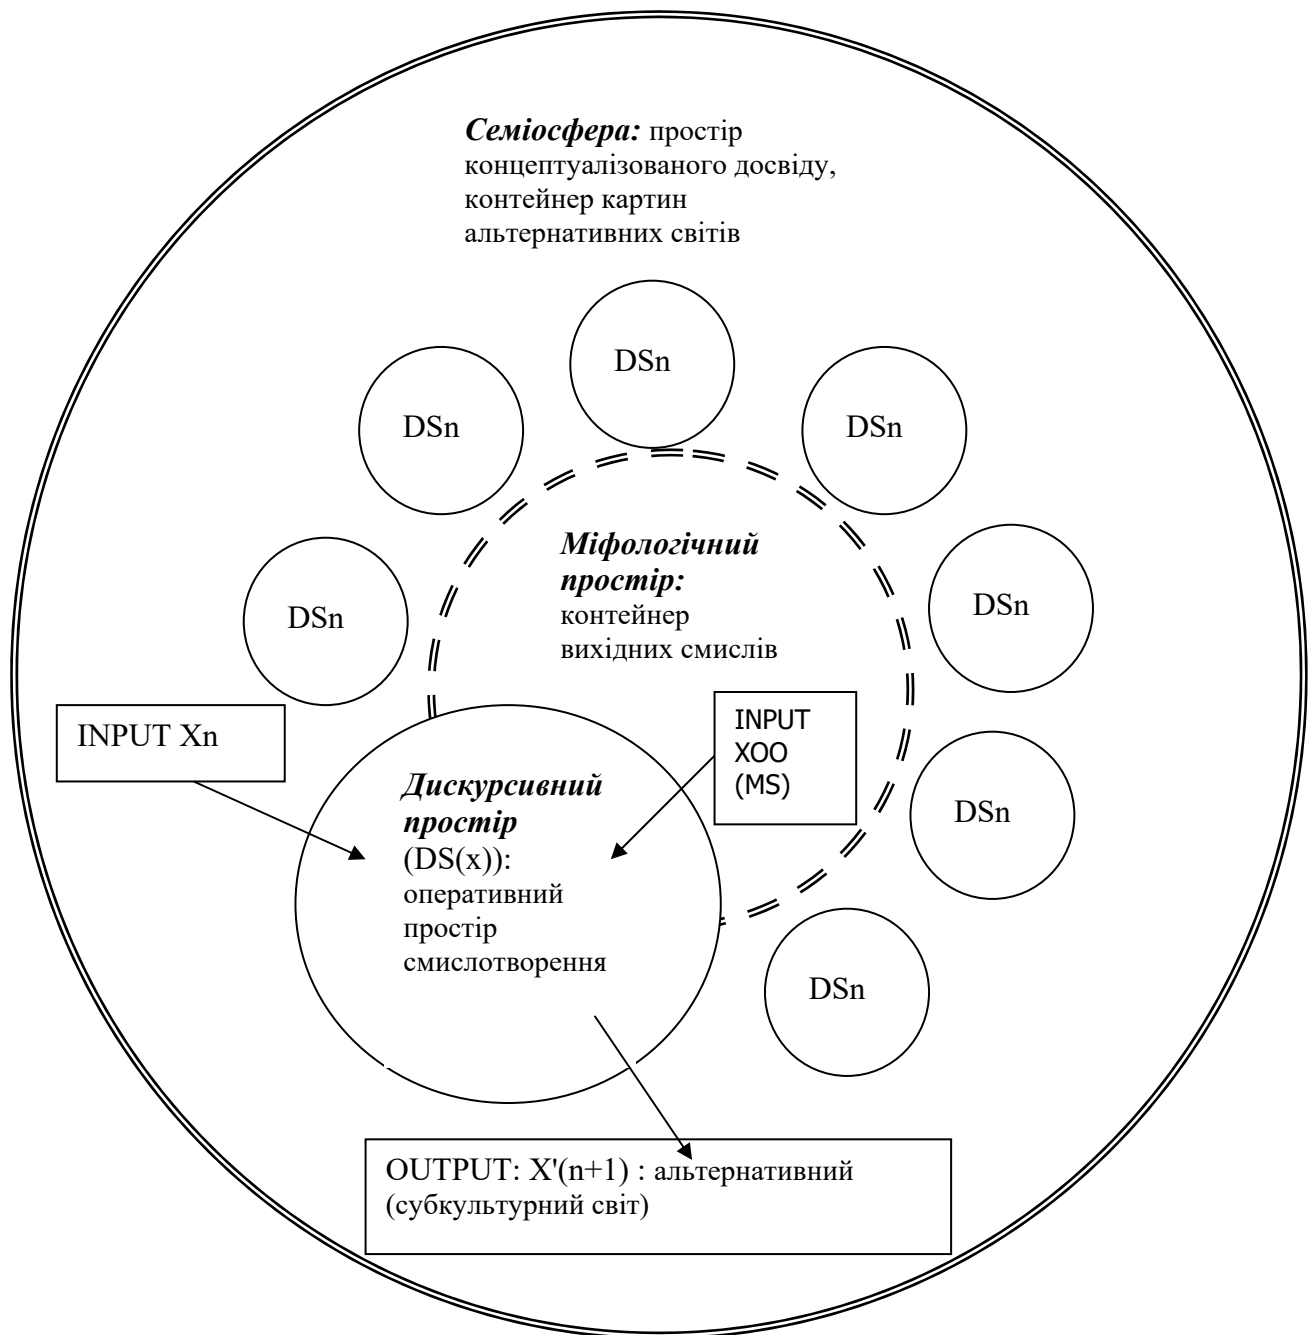 Семіосфера: простір
концептуалізованого досвіду,
контейнер картин
альтернативних світів
DSn
DSn
DSn
DSn
DSn
Міфологічний
простір:
контейнер
вихідних смислів
DSn
INPUT Xn
INPUT
XOO
(MS)
Дискурсивний
простір
(DS(x)):
оперативний
простір
смислотворення
DSn
DSn
OUTPUT: X'(n+1) : альтернативний
(субкультурний світ)